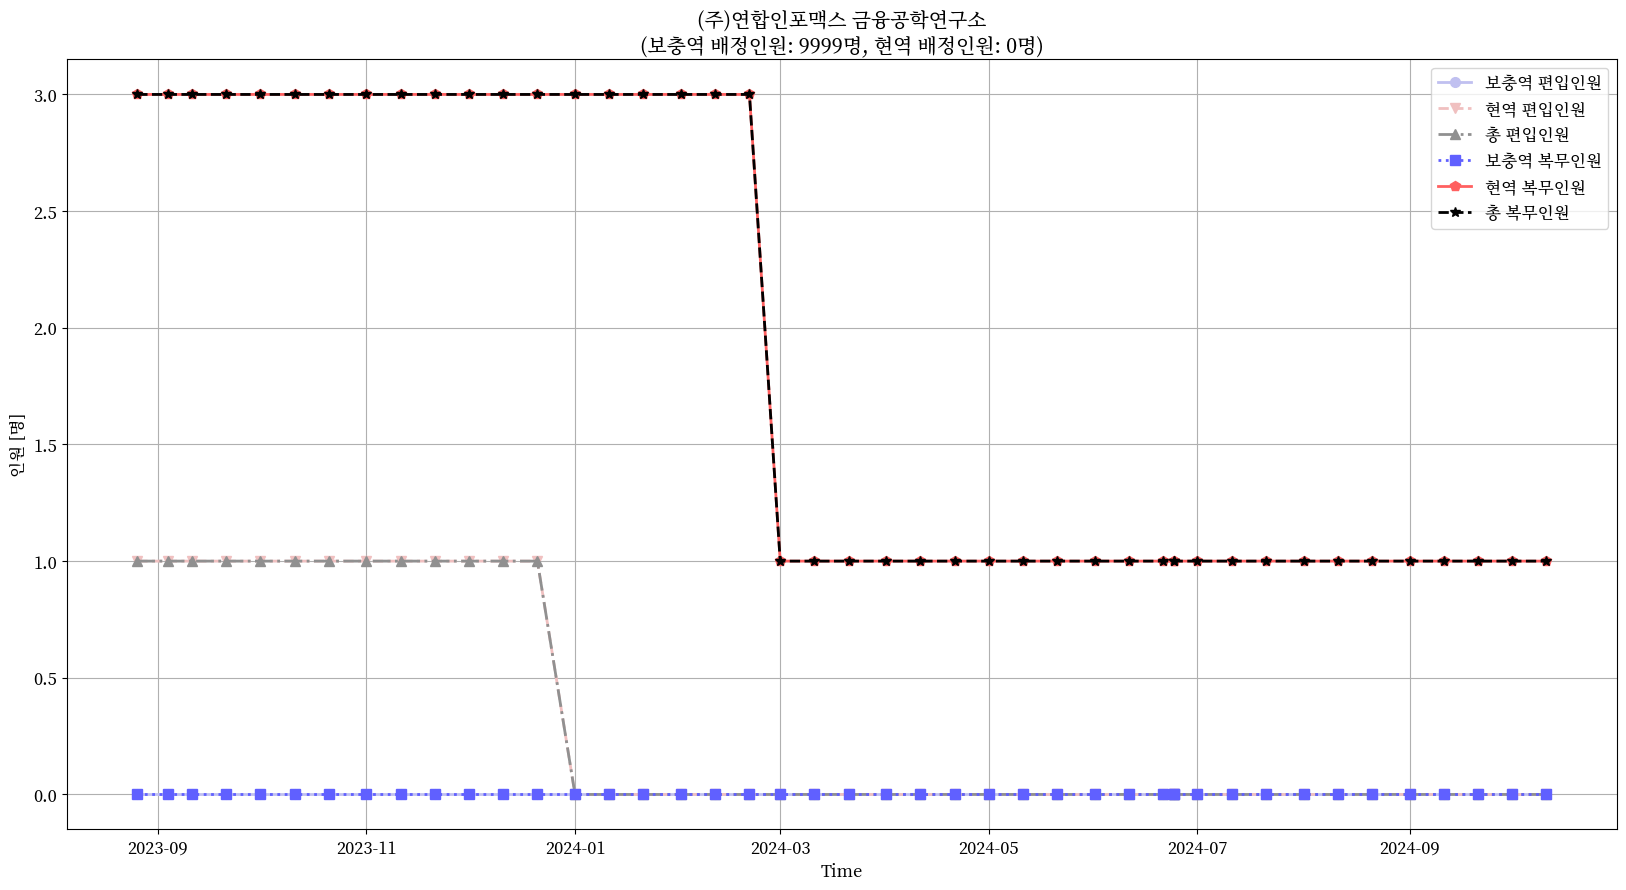 (주)연합인포맥스 금융공학연구소
(보충역 배정인원: 9999명, 현역 배정인원: 0명)
보충역 편입인원
현역 편입인원
총 편입인원
보충역 복무인원
현역 복무인원
총 복무인원
3.0
2.5
2.0
1.5
1.0
0.5
0.0
인원 [명]
2023-09 2023-11 2024-01 2024-03 2024-05 2024-07 2024-09
Time